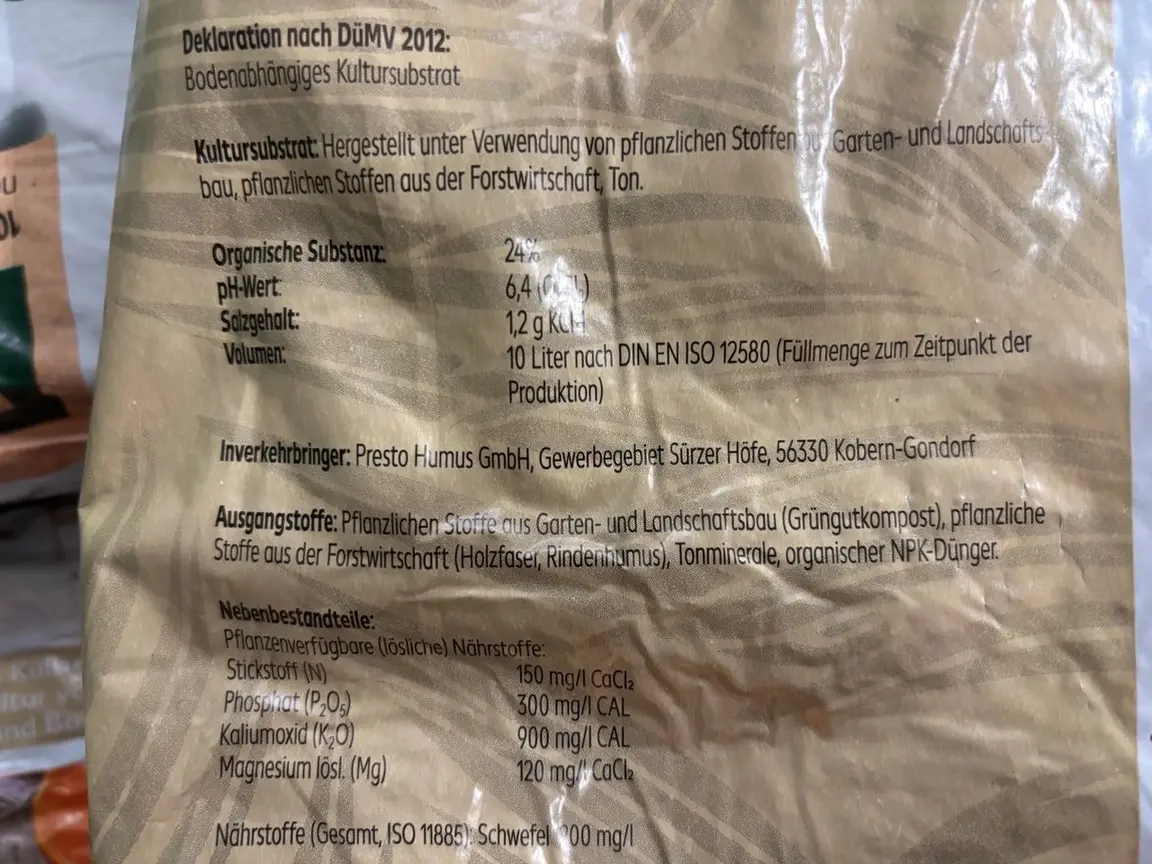 Deklaration nach DüMV 2012:
Bodenabhängiges Kultursubstrat
Kultursubstrat: Hergestellt unter Verwendung von pflanzlichen Stoffen Garten- und Landschafts-
bau, pflanzlichen Stoffen aus der Forstwirtschaft, Ton.
Organische Substanz: 24%
pH-Wert: 6,4
Salzgehalt: 1,2 g
Volumen: 10 Liter nach DIN EN ISO 12580 (Füllmenge zum Zeitpunkt der
Produktion)
Inverkehrbringer: Presto Humus GmbH, Gewerbegebiet Sürzer Höfe, 56330 Kobern-Gondorf
Ausgangstoffe: Pflanzlichen Stoffe aus Garten- und Landschaftsbau (Grüngutkompost), pflanzliche
Stoffe aus der Forstwirtschaft (Holzfaser, Rindenhumus), Tonminerale, organischer NPK-Dünger.
Nebenbestandteile:
Pflanzenverfügbare (lösliche) Nährstoffe:
Stickstoff (N) 150 mg/l CaCl₂
Phosphat (P₂O₅) 300 mg/l CAL
Kaliumoxid (K₂O) 900 mg/l CAL
Magnesium lösl. (Mg) 120 mg/l CaCl₂
Nährstoffe (Gesamt, ISO 11885): Schwefel mg/l